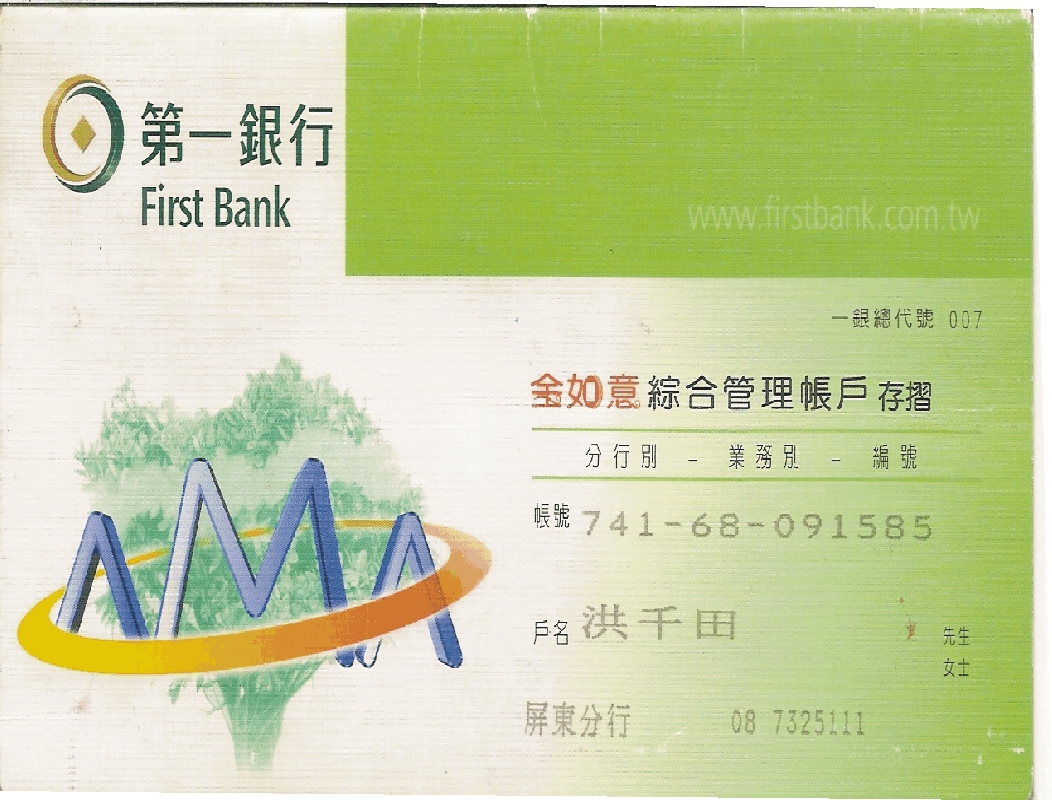 第一銀行
First Bank
www.firstbank.com.tw
一銀總代號 007
金如意綜合管理帳戶存摺
分行別 － 業務別 － 編號
帳號 741-68-091585
戶名 洪千田 先生
女士
屏東分行 08 7325111
AMA